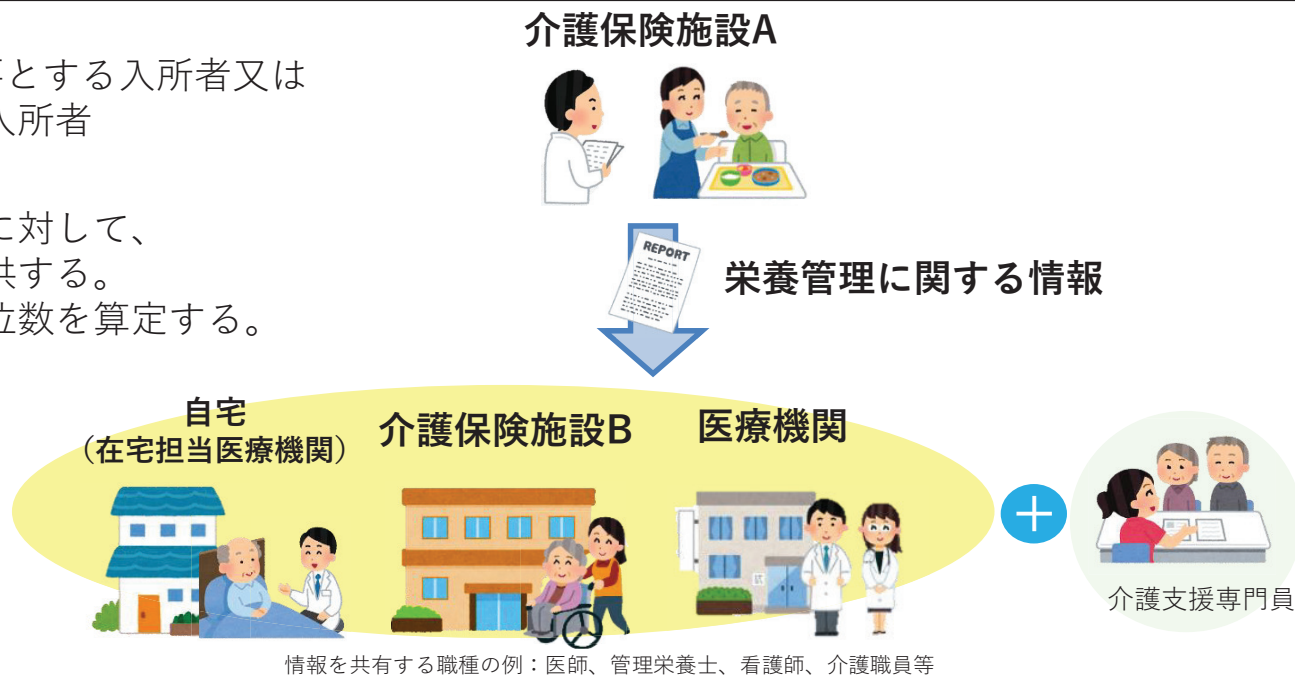 介護保険施設A
要とする入所者又は
入所者
に対して、
供する。
位数を算定する。
REPORT
栄養管理に関する情報
自宅
（在宅担当医療機関）
介護保険施設B
医療機関
＋
介護支援専門員
情報を共有する職種の例：医師、管理栄養士、看護師、介護職員等